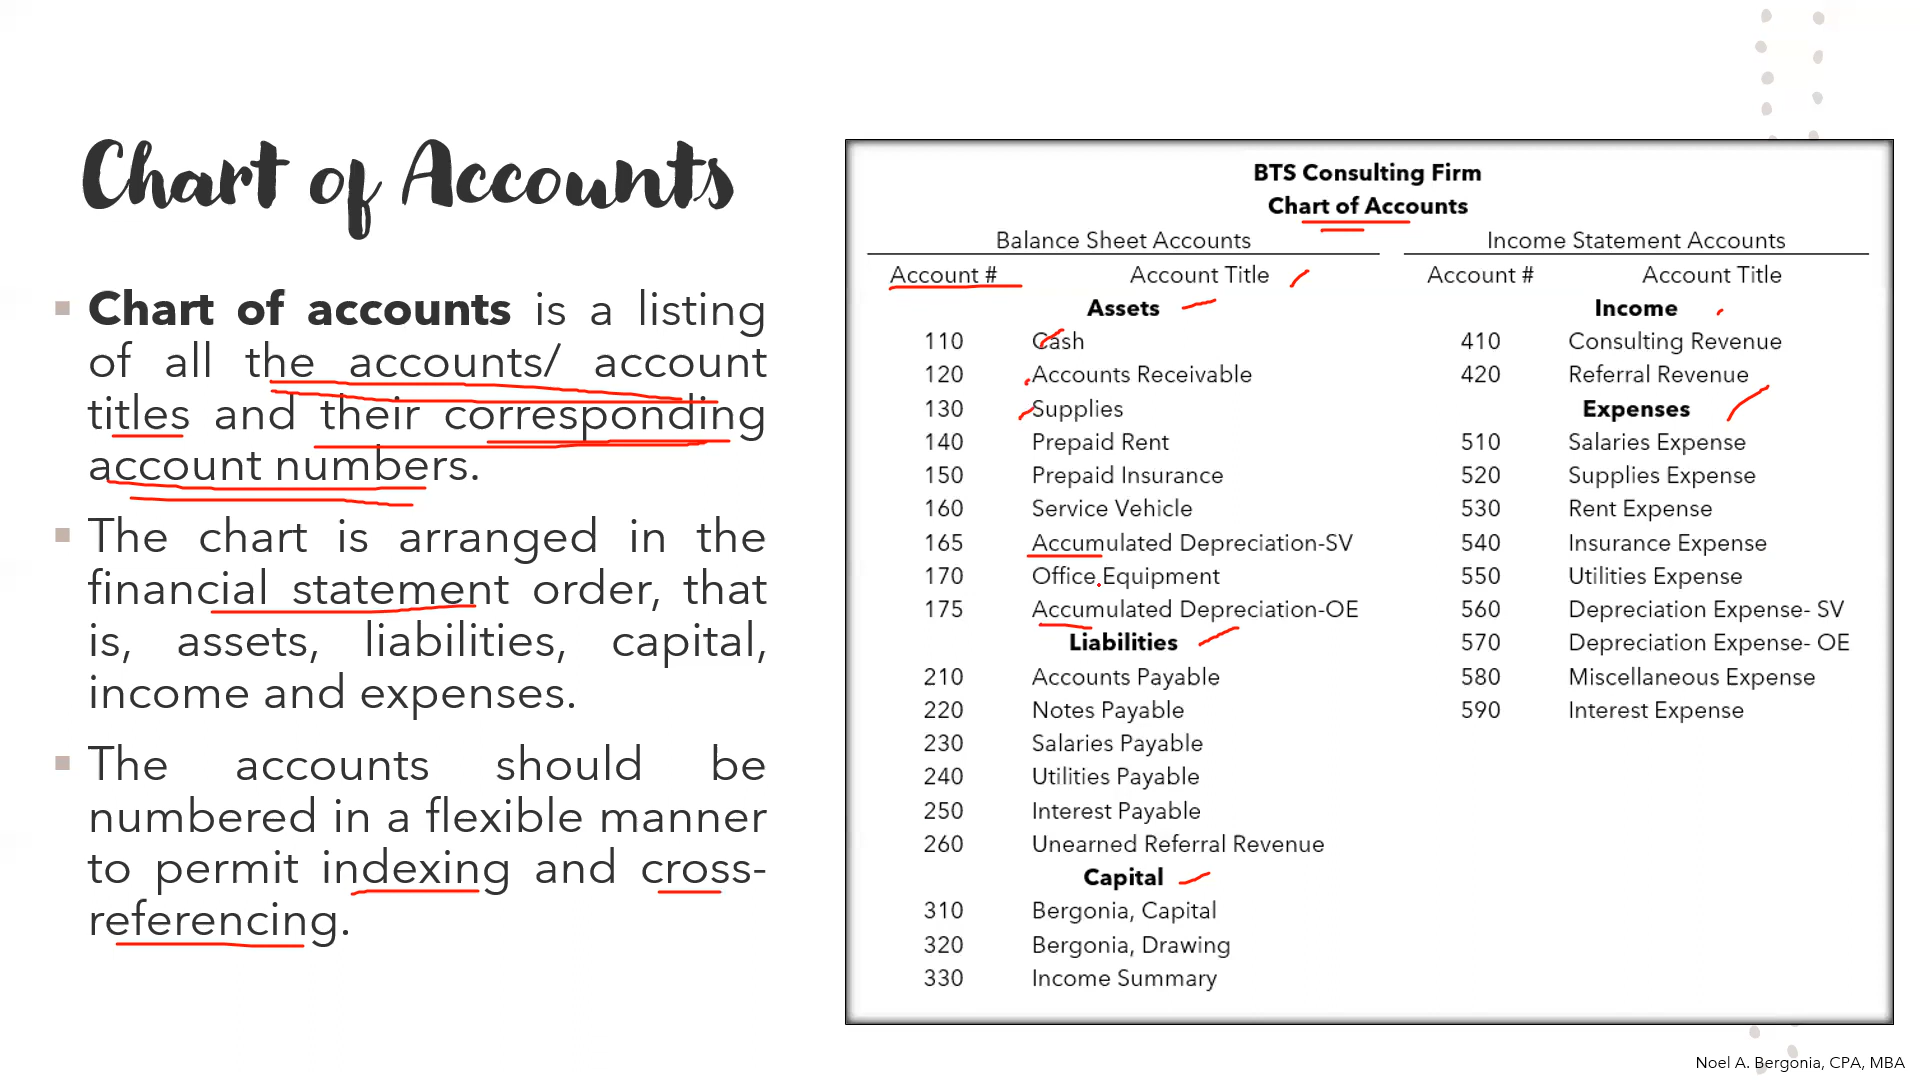 Chart of Accounts
▪ Chart of accounts is a listing
of all the accounts/ account
titles and their corresponding
account numbers.
▪ The chart is arranged in the
financial statement order, that
is, assets, liabilities, capital,
income and expenses.
▪ The accounts should be
numbered in a flexible manner
to permit indexing and cross-
referencing.
BTS Consulting Firm
Chart of Accounts
Balance Sheet Accounts
Account # Account Title
Assets
110 Cash
120 Accounts Receivable
130 Supplies
140 Prepaid Rent
150 Prepaid Insurance
160 Service Vehicle
165 Accumulated Depreciation-SV
170 Office Equipment
175 Accumulated Depreciation-OE
Liabilities
210 Accounts Payable
220 Notes Payable
230 Salaries Payable
240 Utilities Payable
250 Interest Payable
260 Unearned Referral Revenue
Capital
310 Bergonia, Capital
320 Bergonia, Drawing
330 Income Summary
Income Statement Accounts
Account # Account Title
Income
410 Consulting Revenue
420 Referral Revenue
Expenses
510 Salaries Expense
520 Supplies Expense
530 Rent Expense
540 Insurance Expense
550 Utilities Expense
560 Depreciation Expense- SV
570 Depreciation Expense- OE
580 Miscellaneous Expense
590 Interest Expense
Noel A. Bergonia, CPA, MBA